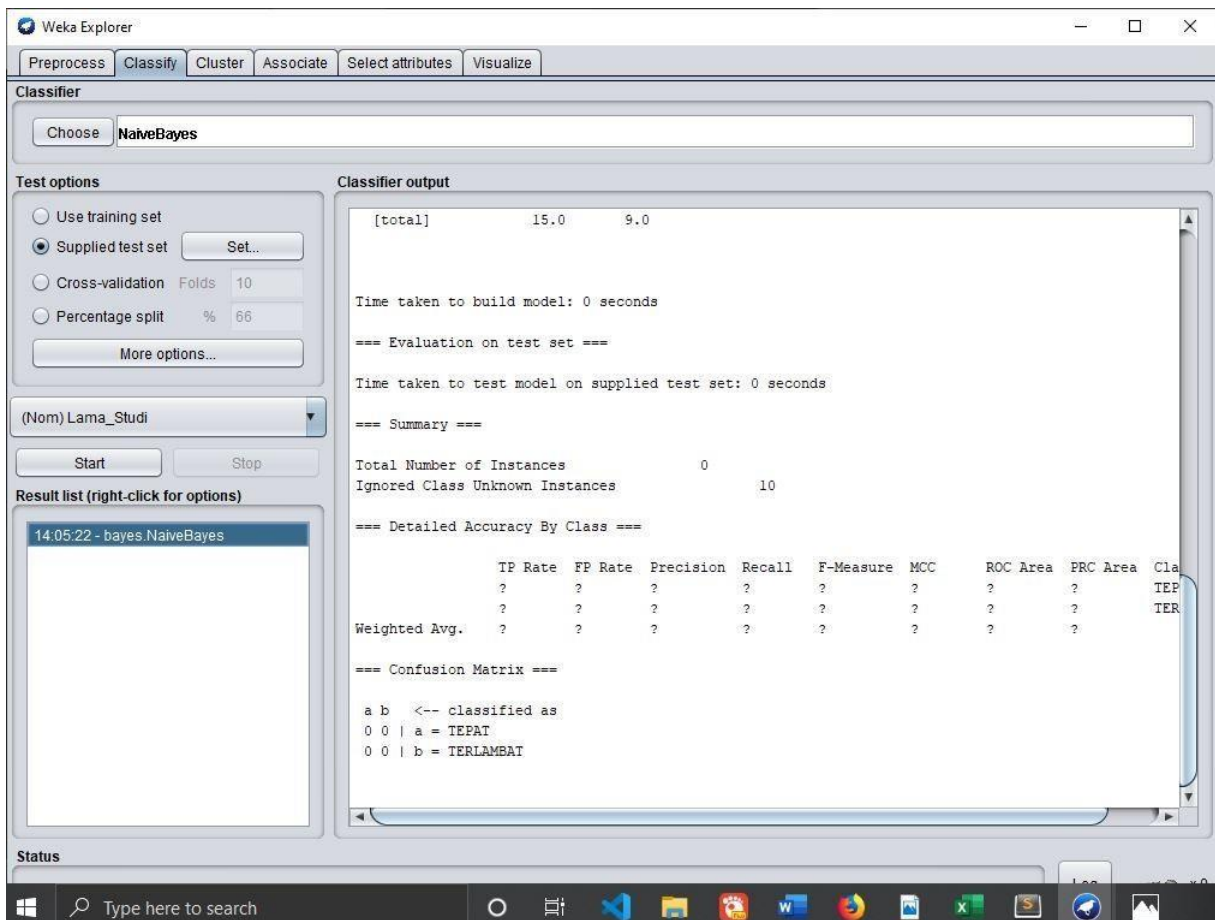 Weka Explorer
Preprocess Classify Cluster Associate Select attributes Visualize
Classifier
Choose NaiveBayes
Test options
Use training set
Supplied test set Set...
Cross-validation Folds 10
Percentage split % 66
More options...
(Nom) Lama_Studi
Start Stop
Result list (right-click for options)
14:05:22 - bayes.NaiveBayes
Classifier output
[total] 15.0 9.0
Time taken to build model: 0 seconds
=== Evaluation on test set ===
Time taken to test model on supplied test set: 0 seconds
=== Summary ===
Total Number of Instances 0
Ignored Class Unknown Instances 10
=== Detailed Accuracy By Class ===
TP Rate FP Rate Precision Recall F-Measure MCC ROC Area PRC Area Cla
? ? ? ? ? ? ? ? TEP
? ? ? ? ? ? ? ? TER
Weighted Avg. ? ? ? ? ? ? ? ?
=== Confusion Matrix ===
a b <-- classified as
0 0 | a = TEPAT
0 0 | b = TERLAMBAT
Status
Type here to search